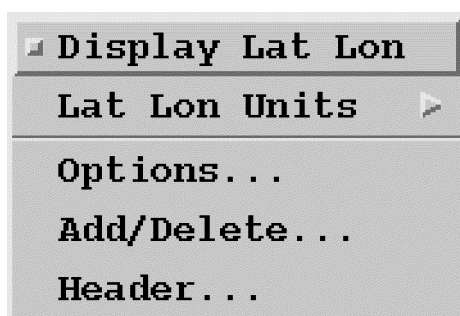 Display Lat Lon
Lat Lon Units
Options...
Add/Delete...
Header...